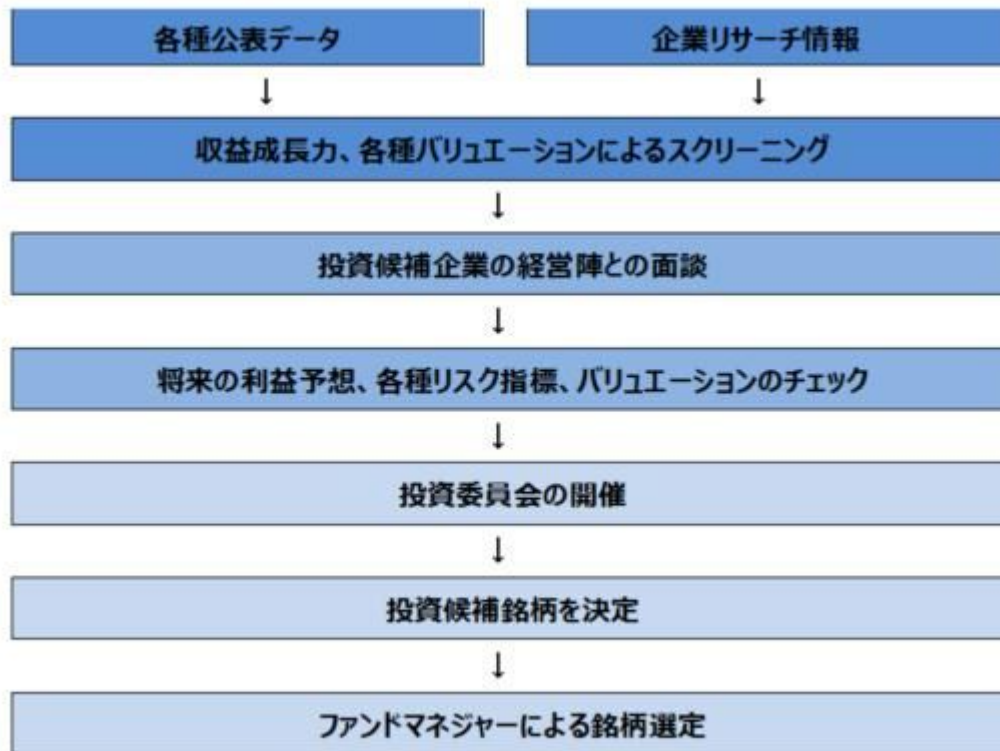 各種公表データ
企業リサーチ情報
↓
↓
収益成長力、各種バリュエーションによるスクリーニング
↓
投資候補企業の経営陣との面談
↓
将来の利益予想、各種リスク指標、バリュエーションのチェック
↓
投資委員会の開催
↓
投資候補銘柄を決定
↓
ファンドマネジャーによる銘柄選定